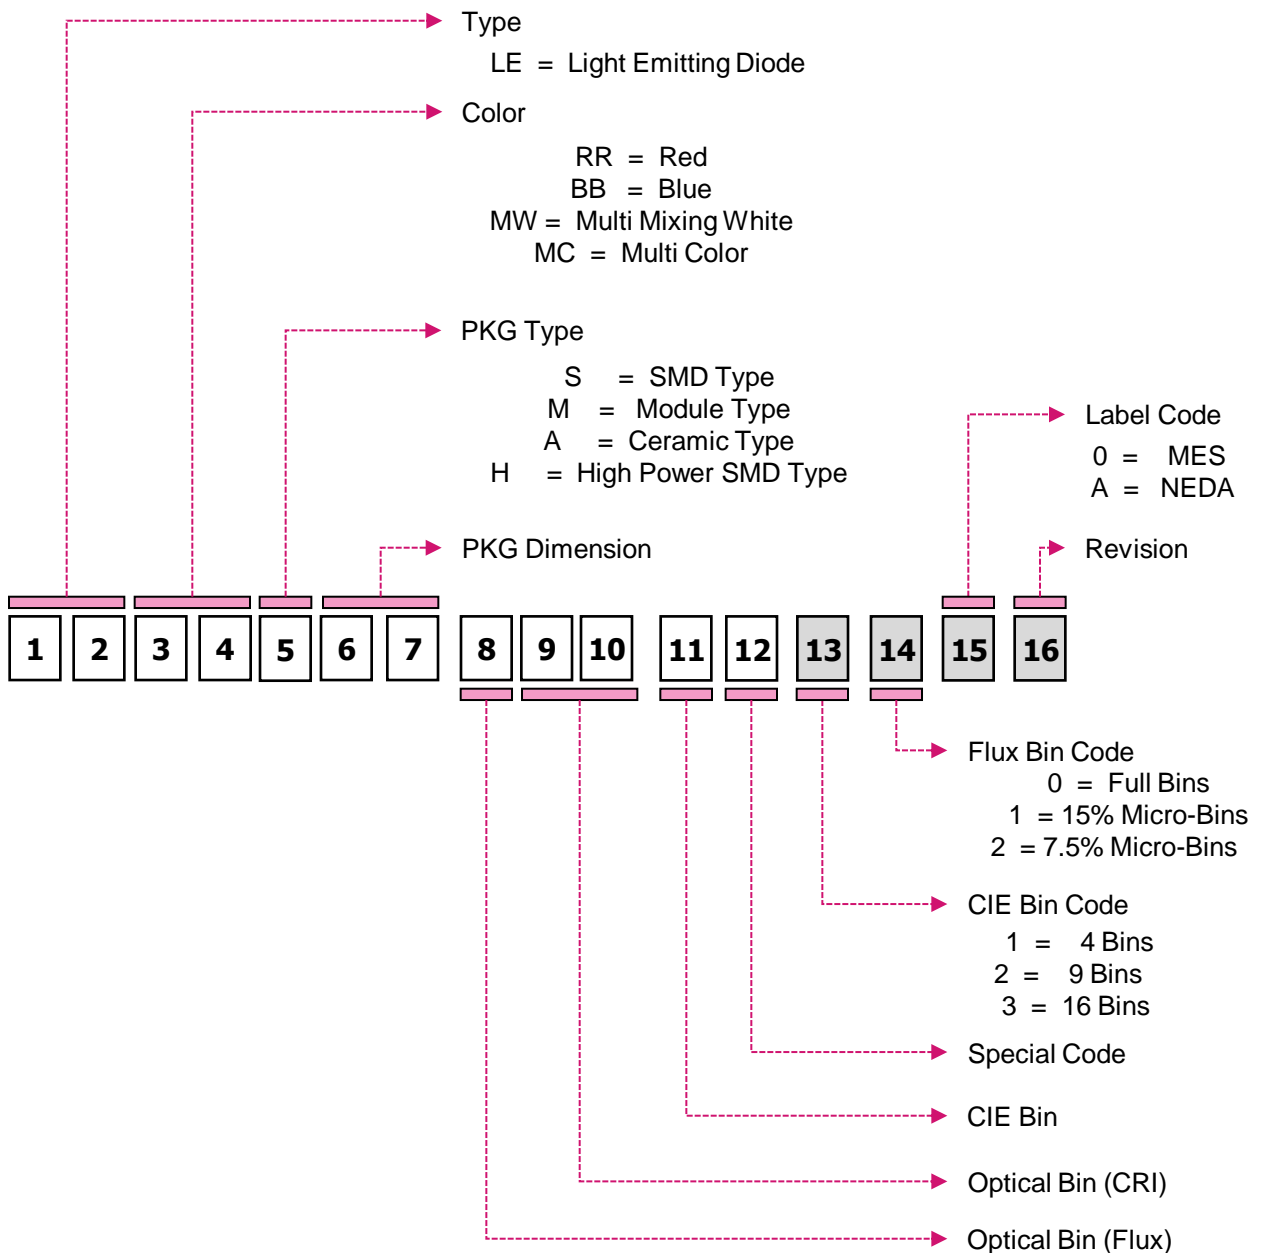 Type
LE = Light Emitting Diode
Color
RR = Red
BB = Blue
MW = Multi Mixing White
MC = Multi Color
PKG Type
S = SMD Type
M = Module Type
A = Ceramic Type
H = High Power SMD Type
Label Code
0 = MES
A = NEDA
PKG Dimension
Revision
1 2 3 4 5 6 7 8 9 10 11 12 13 14 15 16
Flux Bin Code
0 = Full Bins
1 = 15% Micro-Bins
2 = 7.5% Micro-Bins
CIE Bin Code
1 = 4 Bins
2 = 9 Bins
3 = 16 Bins
Special Code
CIE Bin
Optical Bin (CRI)
Optical Bin (Flux)